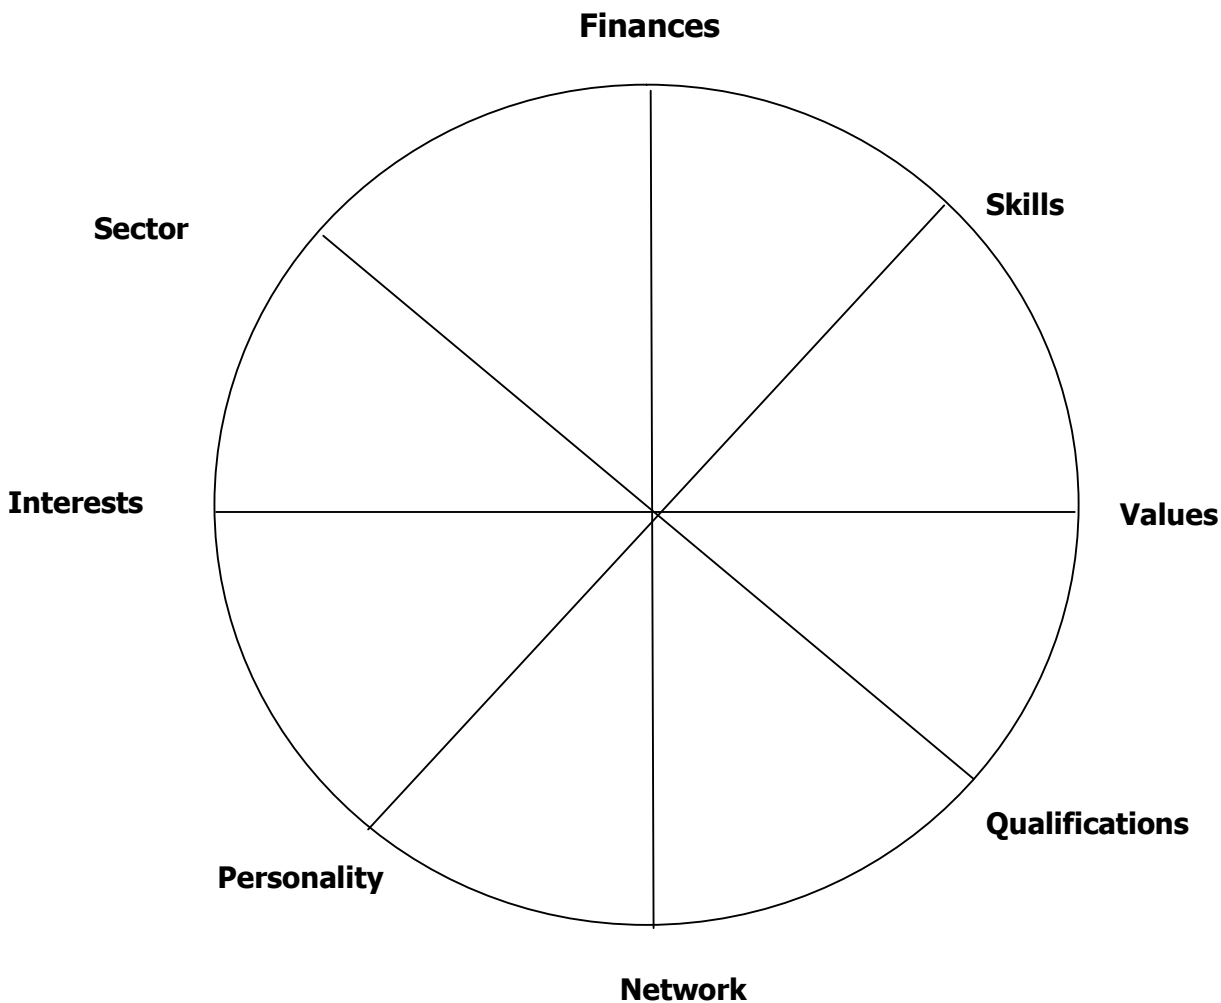 Finances
Skills
Sector
Interests
Values
Qualifications
Personality
Network